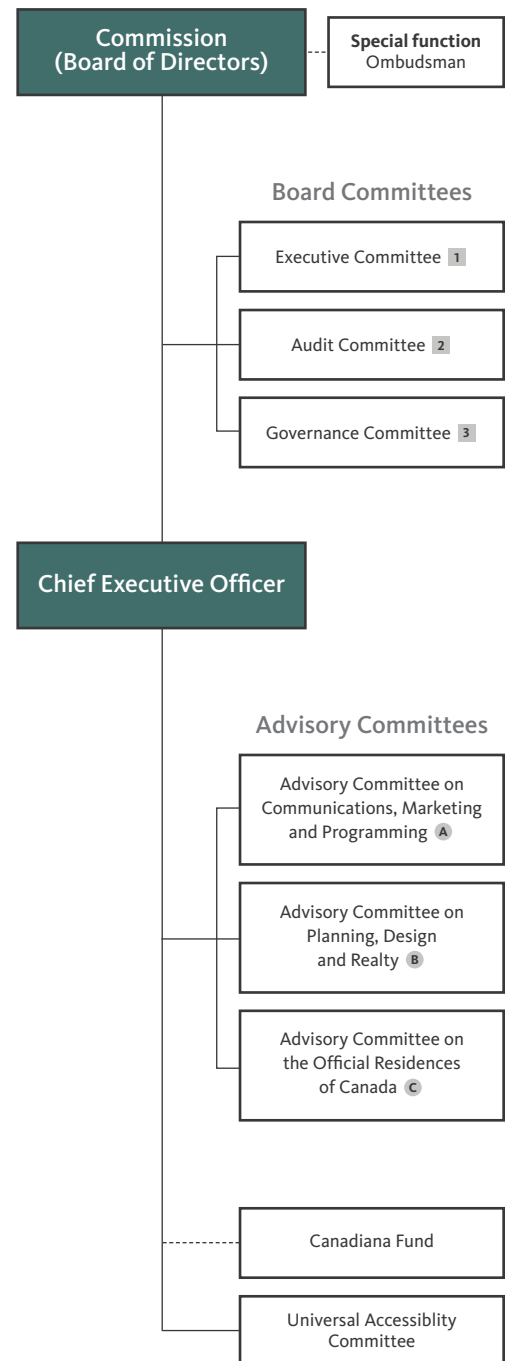 Commission
(Board of Directors)
Special function
Ombudsman
Board Committees
Executive Committee 1
Audit Committee 2
Governance Committee 3
Chief Executive Officer
Advisory Committees
Advisory Committee on
Communications, Marketing
and Programming A
Advisory Committee on
Planning, Design
and Realty B
Advisory Committee on
the Official Residences
of Canada C
Canadiana Fund
Universal Accessiblity
Committee